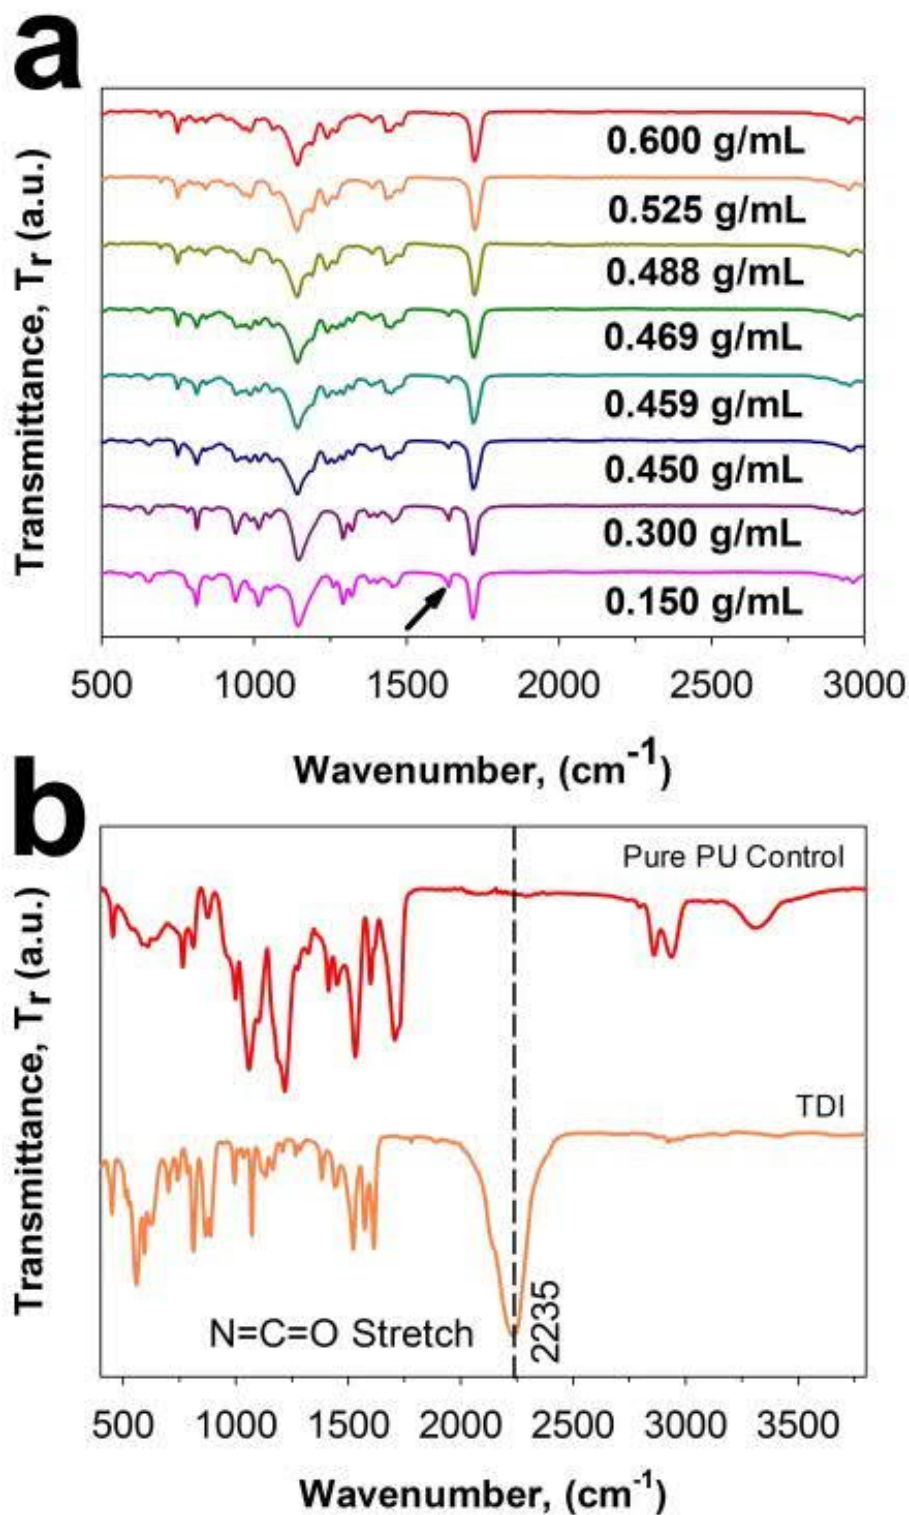 a
Transmittance, Tr (a.u.)
0.600 g/mL
0.525 g/mL
0.488 g/mL
0.469 g/mL
0.459 g/mL
0.450 g/mL
0.300 g/mL
0.150 g/mL
500 1000 1500 2000 2500 3000
Wavenumber, (cm-1)
b
Transmittance, Tr (a.u.)
Pure PU Control
TDI
N=C=O Stretch
2235
500 1000 1500 2000 2500 3000 3500
Wavenumber, (cm-1)